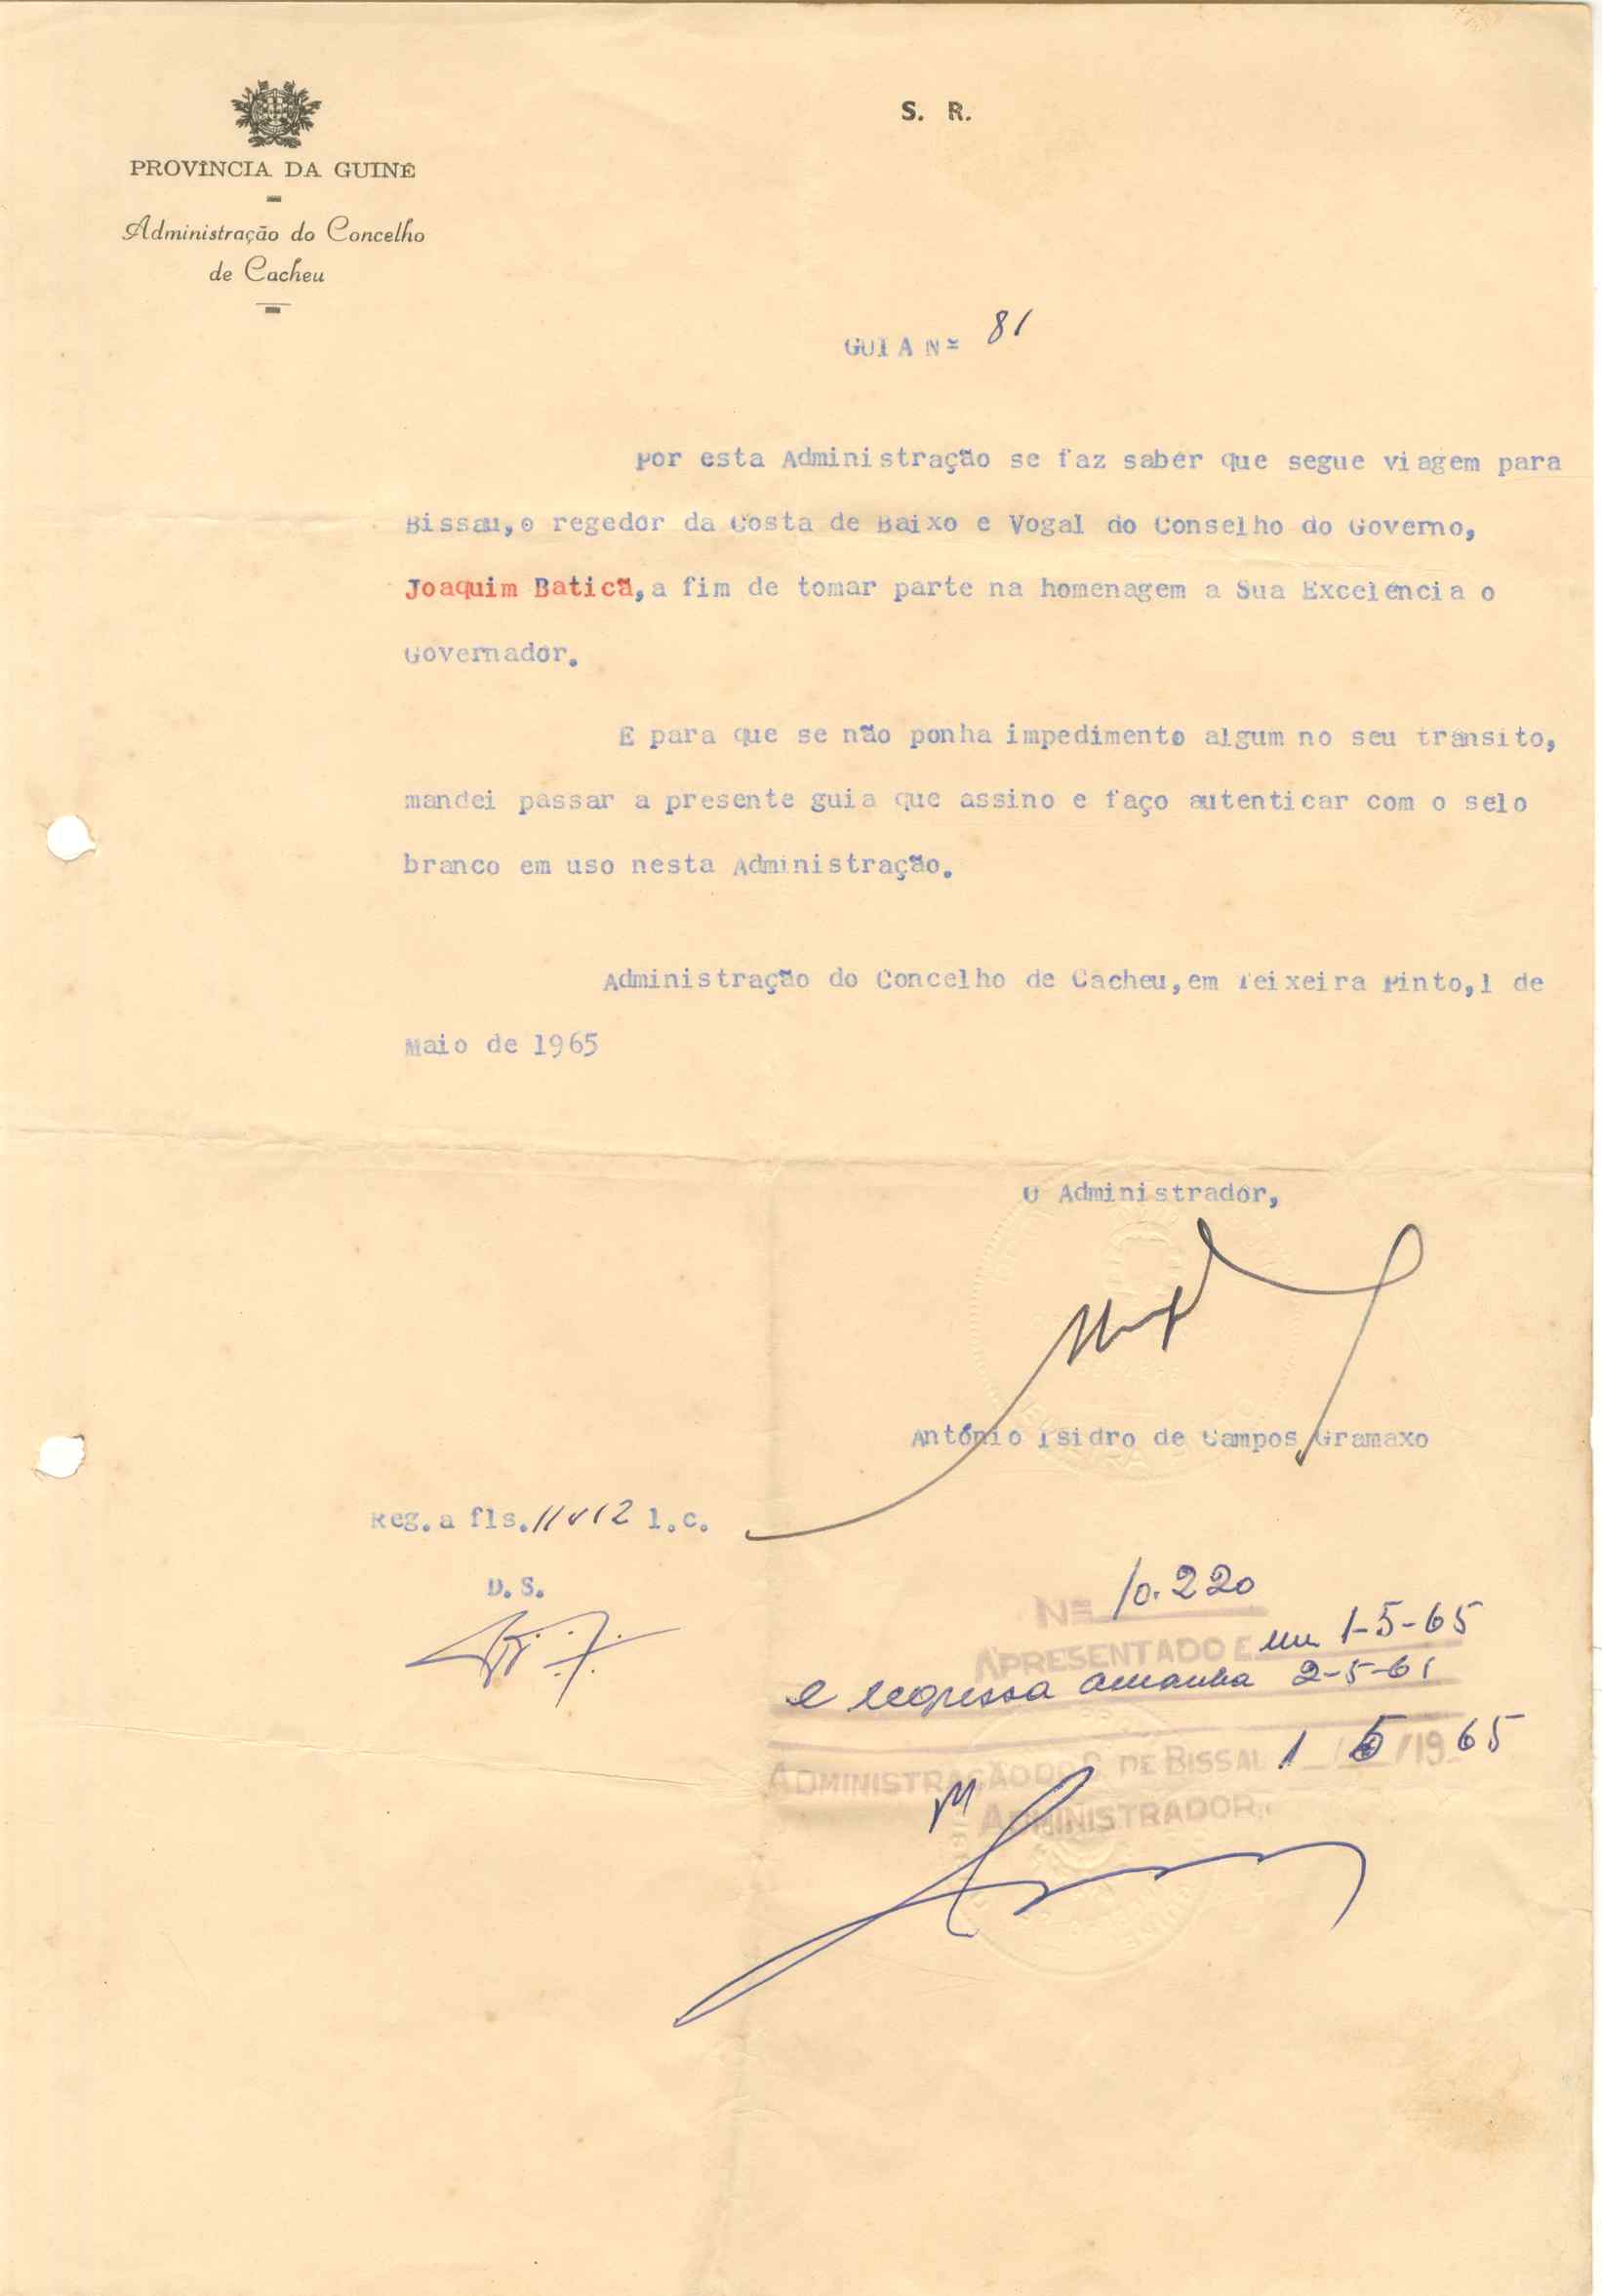 S. R.
PROVÍNCIA DA GUINÉ
Administração do Concelho
de Cacheu
GUIA Nº 81
Por esta Administração se faz saber que segue viagem para
Bissau, o regedor da Costa de Baixo e Vogal do Conselho do Governo,
Joaquim Baticã, a fim de tomar parte na homenagem a Sua Excelência o
Governador.
E para que se não ponha impedimento algum no seu trânsito,
mandei passar a presente guia que assino e faço autenticar com o selo
branco em uso nesta Administração.
Administração do Concelho de Cacheu, em Teixeira Pinto, 1 de
Maio de 1965
O Administrador,
António Isidro de Campos Gramaxo
Reg. a fls. 11 v 12 l.c.
D. S.
Nº 10.220
APRESENTADO E em 1-5-65
e regressa amanha 2-5-65
ADMINISTRAÇÃO DO C. DE BISSAU 1 / 5 /1965
ADMINISTRADOR,